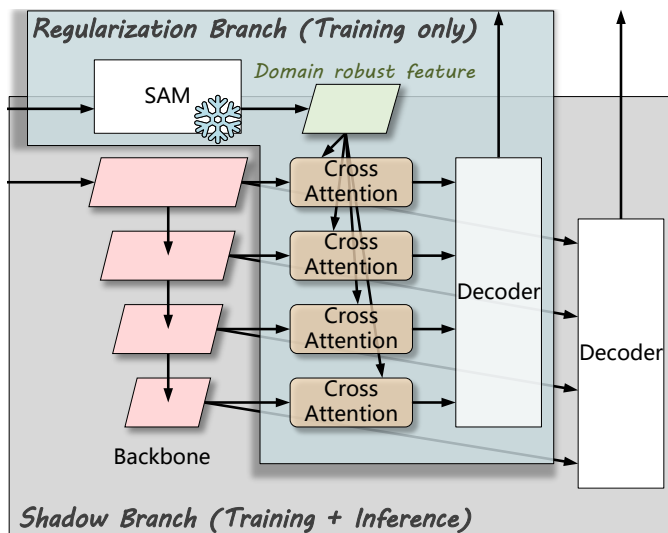 Regularization Branch (Training only)
SAM
Domain robust feature
Cross
Attention
Cross
Attention
Cross
Attention
Cross
Attention
Decoder
Decoder
Backbone
Shadow Branch (Training + Inference)